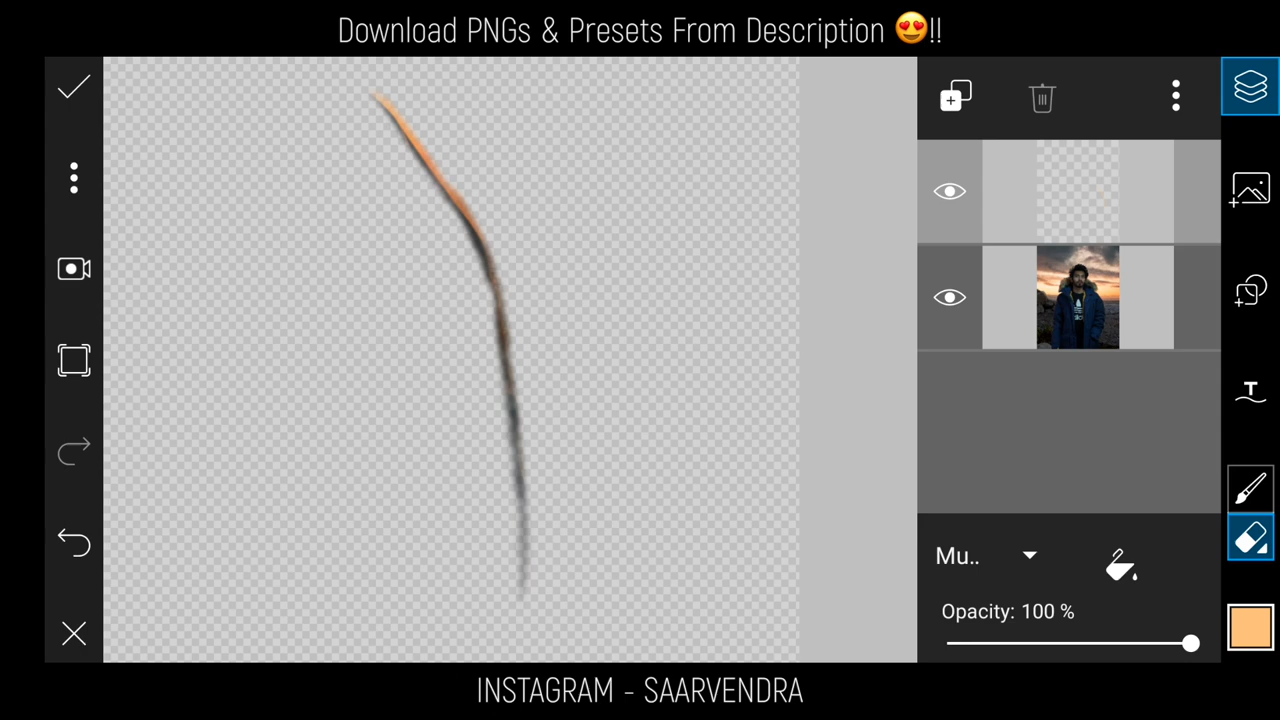 Download PNGs & Presets From Description 😍!!
T
Mu..
Opacity: 100 %
INSTAGRAM - SAARVENDRA